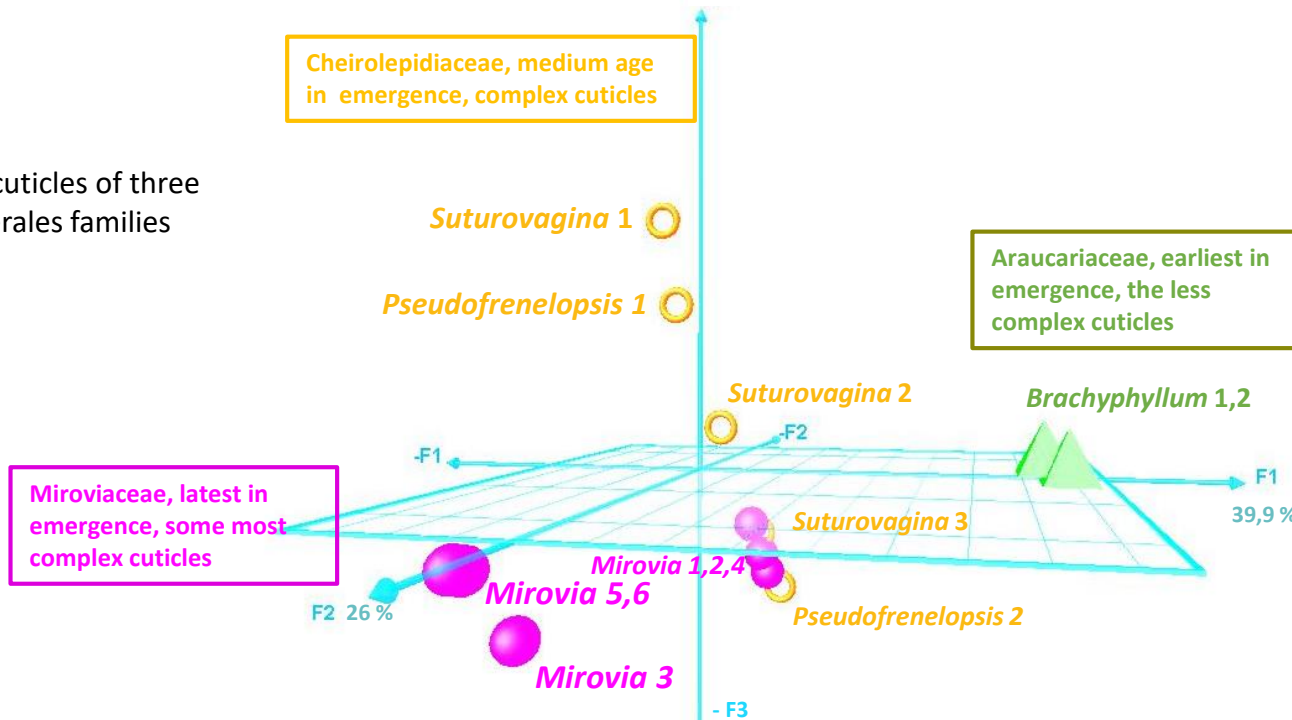 Cheirolepidiaceae, medium age
in emergence, complex cuticles
cuticles of three
rales families
Suturovagina 1
Pseudofrenelopsis 1
Araucariaceae, earliest in
emergence, the less
complex cuticles
Suturovagina 2
Brachyphyllum 1,2
-F2
-F1
F1
39,9 %
Miroviaceae, latest in
emergence, some most
complex cuticles
Suturovagina 3
Mirovia 1,2,4
Mirovia 5,6
F2 26 %
Pseudofrenelopsis 2
Mirovia 3
- F3